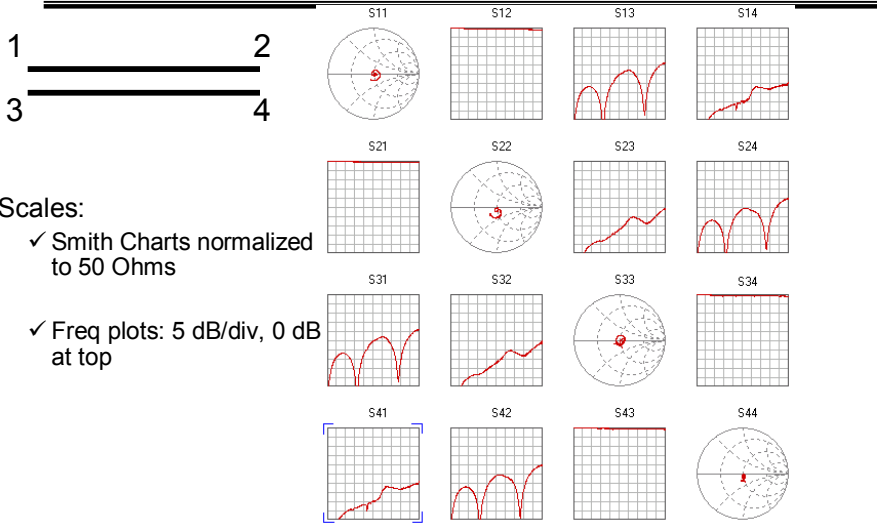 S11 S12 S13 S14
1 2
3 4
S21 S22 S23 S24
Scales:
✓ Smith Charts normalized
to 50 Ohms
S31 S32 S33 S34
✓ Freq plots: 5 dB/div, 0 dB
at top
S41 S42 S43 S44